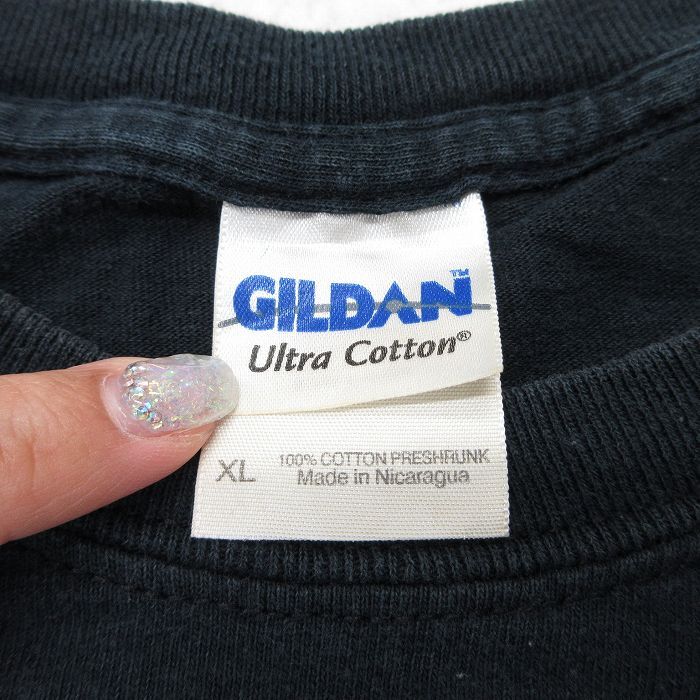 GILDAN™
Ultra Cotton®
XL
100% COTTON PRESHRUNK
Made in Nicaragua